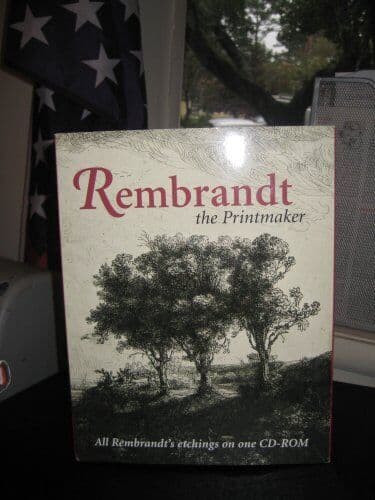 Rembrandt
the Printmaker
All Rembrandt's etchings on one CD-ROM